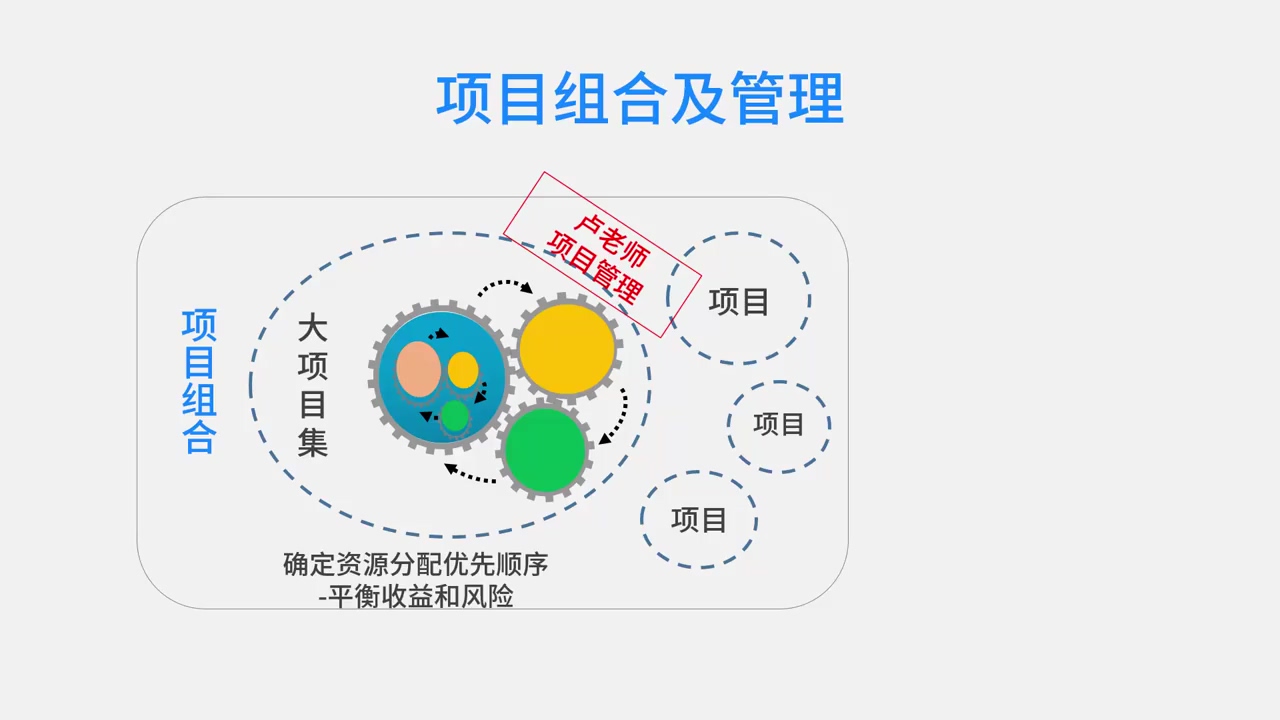 项目组合及管理
卢老师
项目管理
项目
项目组合
大项目集
项目
项目
确定资源分配优先顺序
-平衡收益和风险